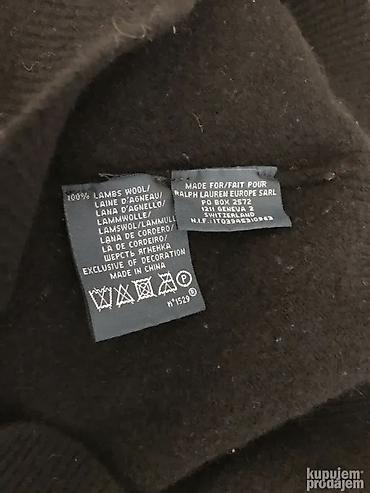 100% LAMBS WOOL/
LAINE D'AGNEAU/
LANA D'AGNELLO/
LAMMWOLLE/
LAMSWOL/LAMMULL
LANA DE CORDERO/
LA DE CORDEIRO/
ШЕРСТЬ ЯГНЕНКА
EXCLUSIVE OF DECORATION
MADE IN CHINA
P
n°1529®
MADE FOR/FAIT POUR
RALPH LAUREN EUROPE SARL
PO BOX 2572
1211 GENEVA 2
SWITZERLAND
kupujem
prodajem